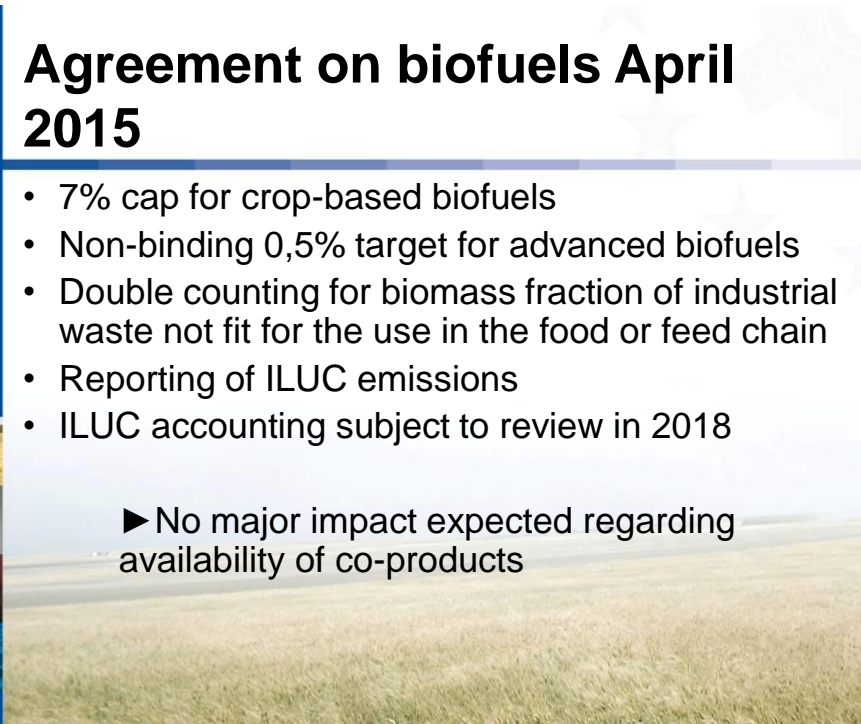 Agreement on biofuels April
2015
• 7% cap for crop-based biofuels
• Non-binding 0,5% target for advanced biofuels
• Double counting for biomass fraction of industrial
waste not fit for the use in the food or feed chain
• Reporting of ILUC emissions
• ILUC accounting subject to review in 2018
►No major impact expected regarding
availability of co-products